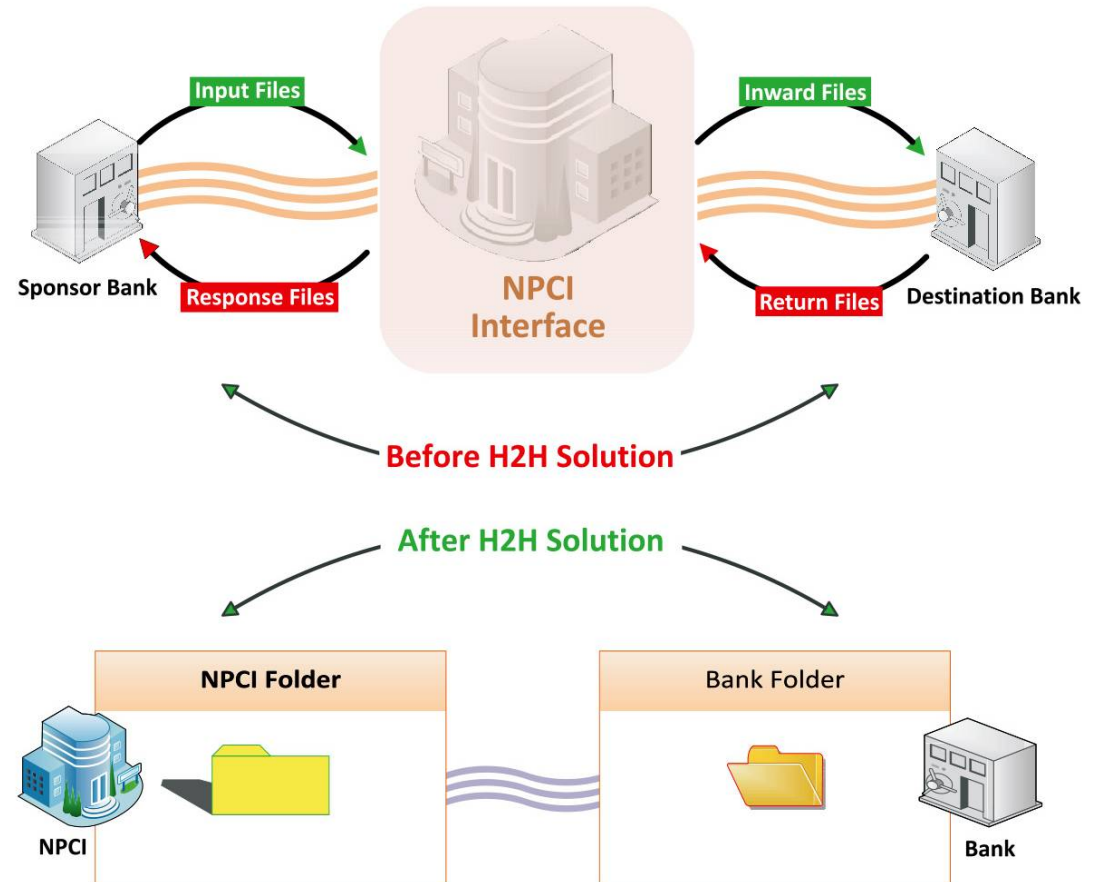 Input Files
Inward Files
Sponsor Bank
Response Files
NPCI
Interface
Return Files
Destination Bank
Before H2H Solution
After H2H Solution
NPCI Folder
Bank Folder
NPCI
Bank